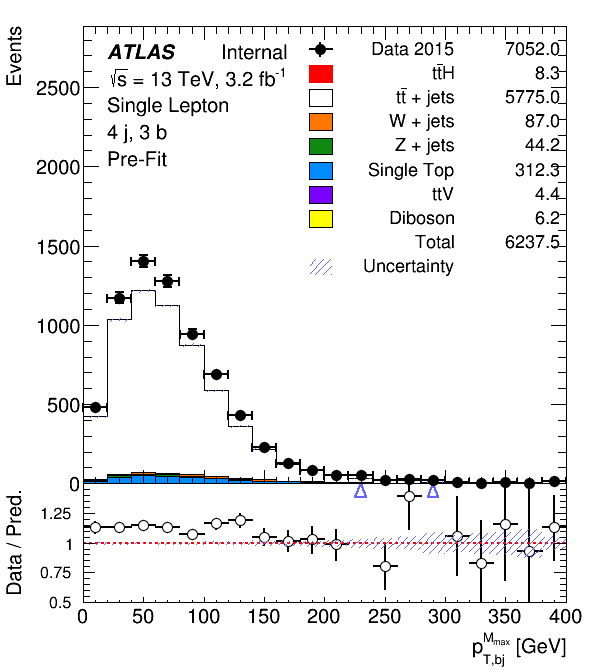 Events
ATLAS Internal
√s = 13 TeV, 3.2 fb⁻¹
Single Lepton
4 j, 3 b
Pre-Fit
Data 2015 7052.0
tt̄H 8.3
tt̄ + jets 5775.0
W + jets 87.0
Z + jets 44.2
Single Top 312.3
ttV 4.4
Diboson 6.2
Total 6237.5
Uncertainty
2500
2000
1500
1000
500
0
Data / Pred.
1.25
1
0.75
0.5
0 50 100 150 200 250 300 350 400
p_{T,bj}^{M_{max}} [GeV]